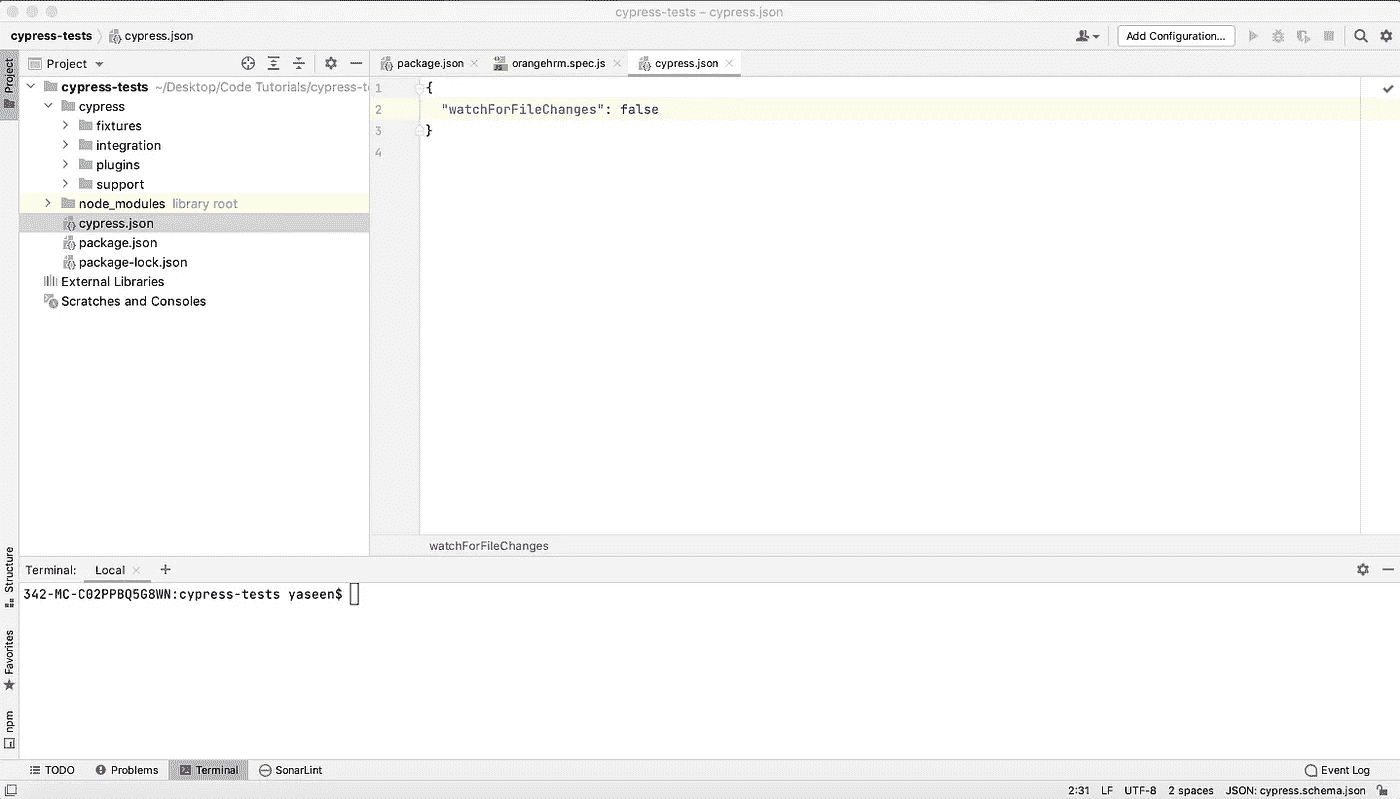 cypress-tests – cypress.json
cypress-tests cypress.json
Add Configuration...
Project
Project
package.json
orangehrm.spec.js
cypress.json
cypress-tests ~/Desktop/Code Tutorials/cypress-t
cypress
fixtures
integration
plugins
support
node_modules library root
cypress.json
package.json
package-lock.json
External Libraries
Scratches and Consoles
1 {
2 "watchForFileChanges": false
3 }
4
watchForFileChanges
Structure
Favorites
npm
Terminal: Local
342-MC-C02PPBQ5G8WN:cypress-tests yaseen$
TODO Problems Terminal SonarLint Event Log
2:31 LF UTF-8 2 spaces JSON: cypress.schema.json